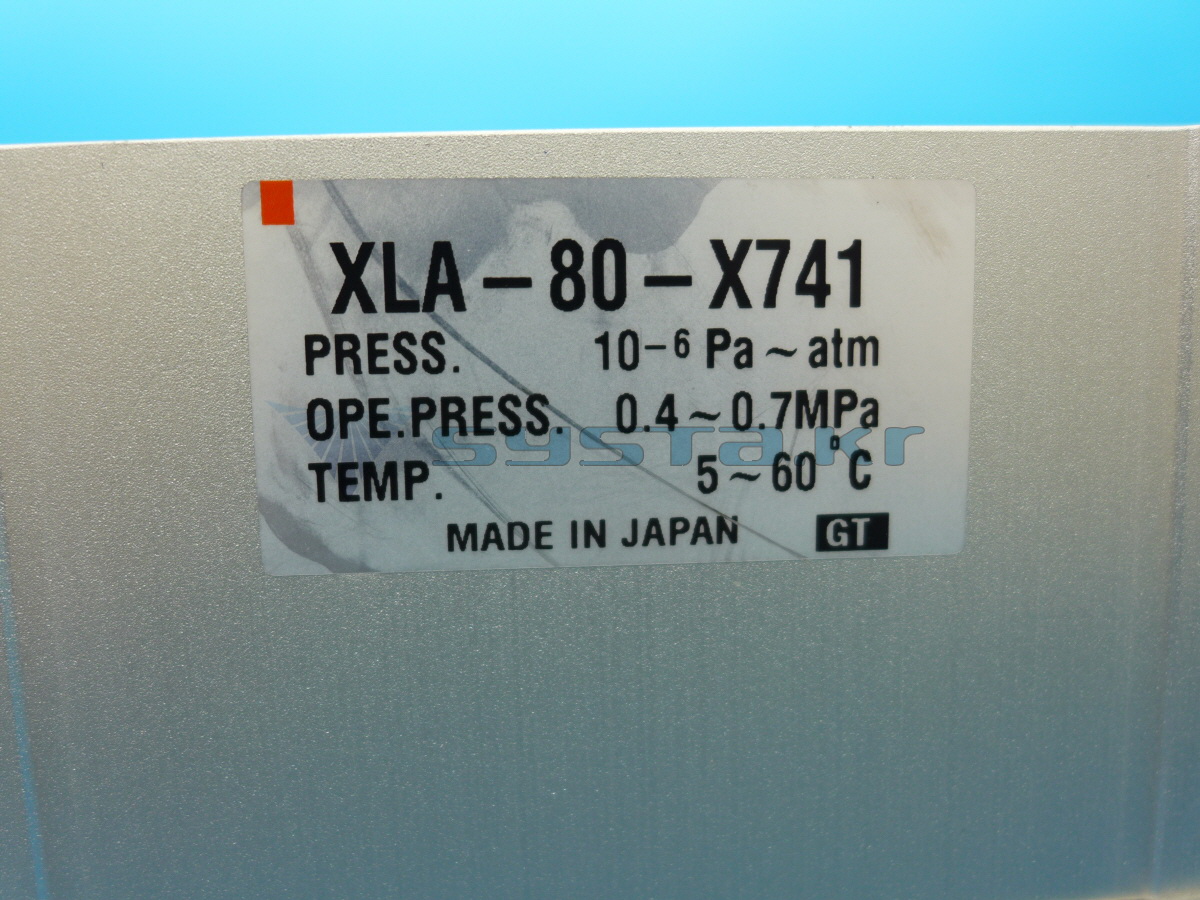 XLA-80-X741
PRESS. 10⁻⁶ Pa~atm
OPE.PRESS. 0.4~0.7MPa
systa.kr
TEMP. 5~60°C
MADE IN JAPAN GT